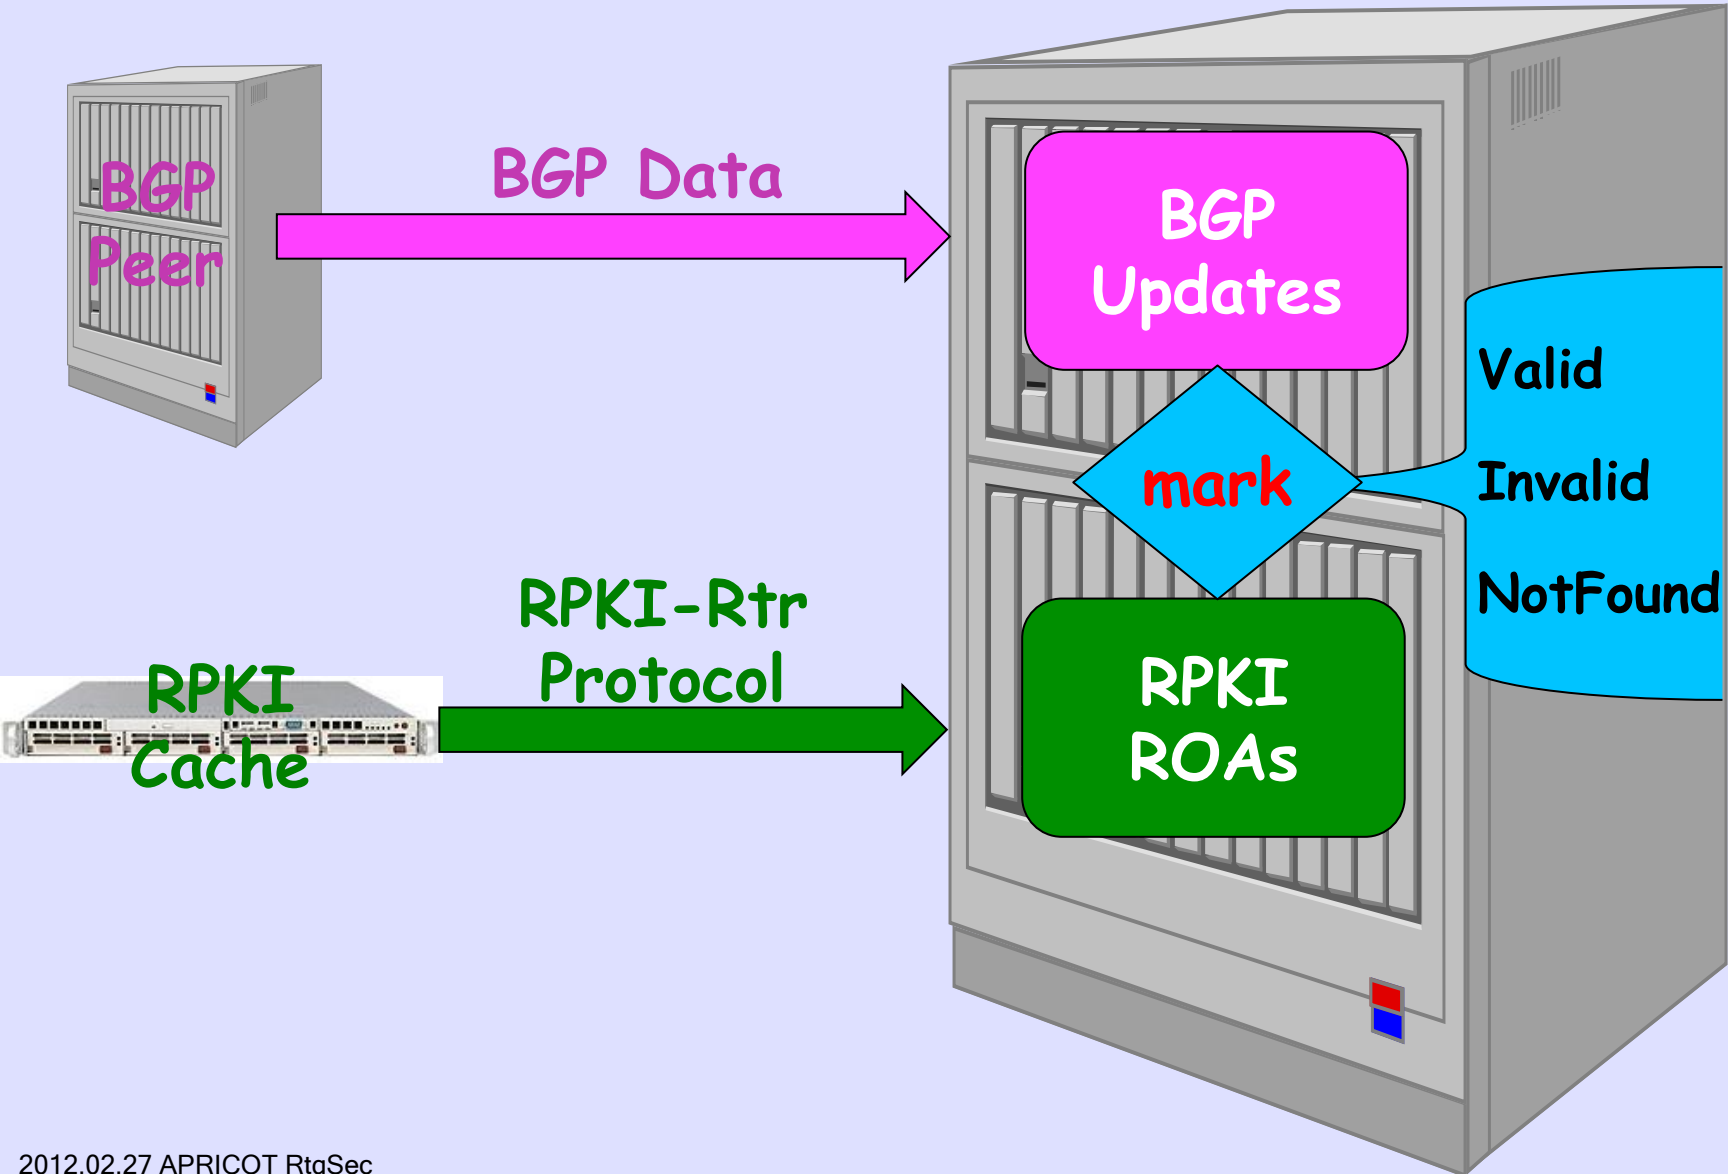 BGP
Peer
BGP Data
BGP
Updates
Valid
mark
Invalid
NotFound
RPKI-Rtr
Protocol
RPKI
Cache
RPKI
ROAs
2012.02.27 APRICOT RtgSec